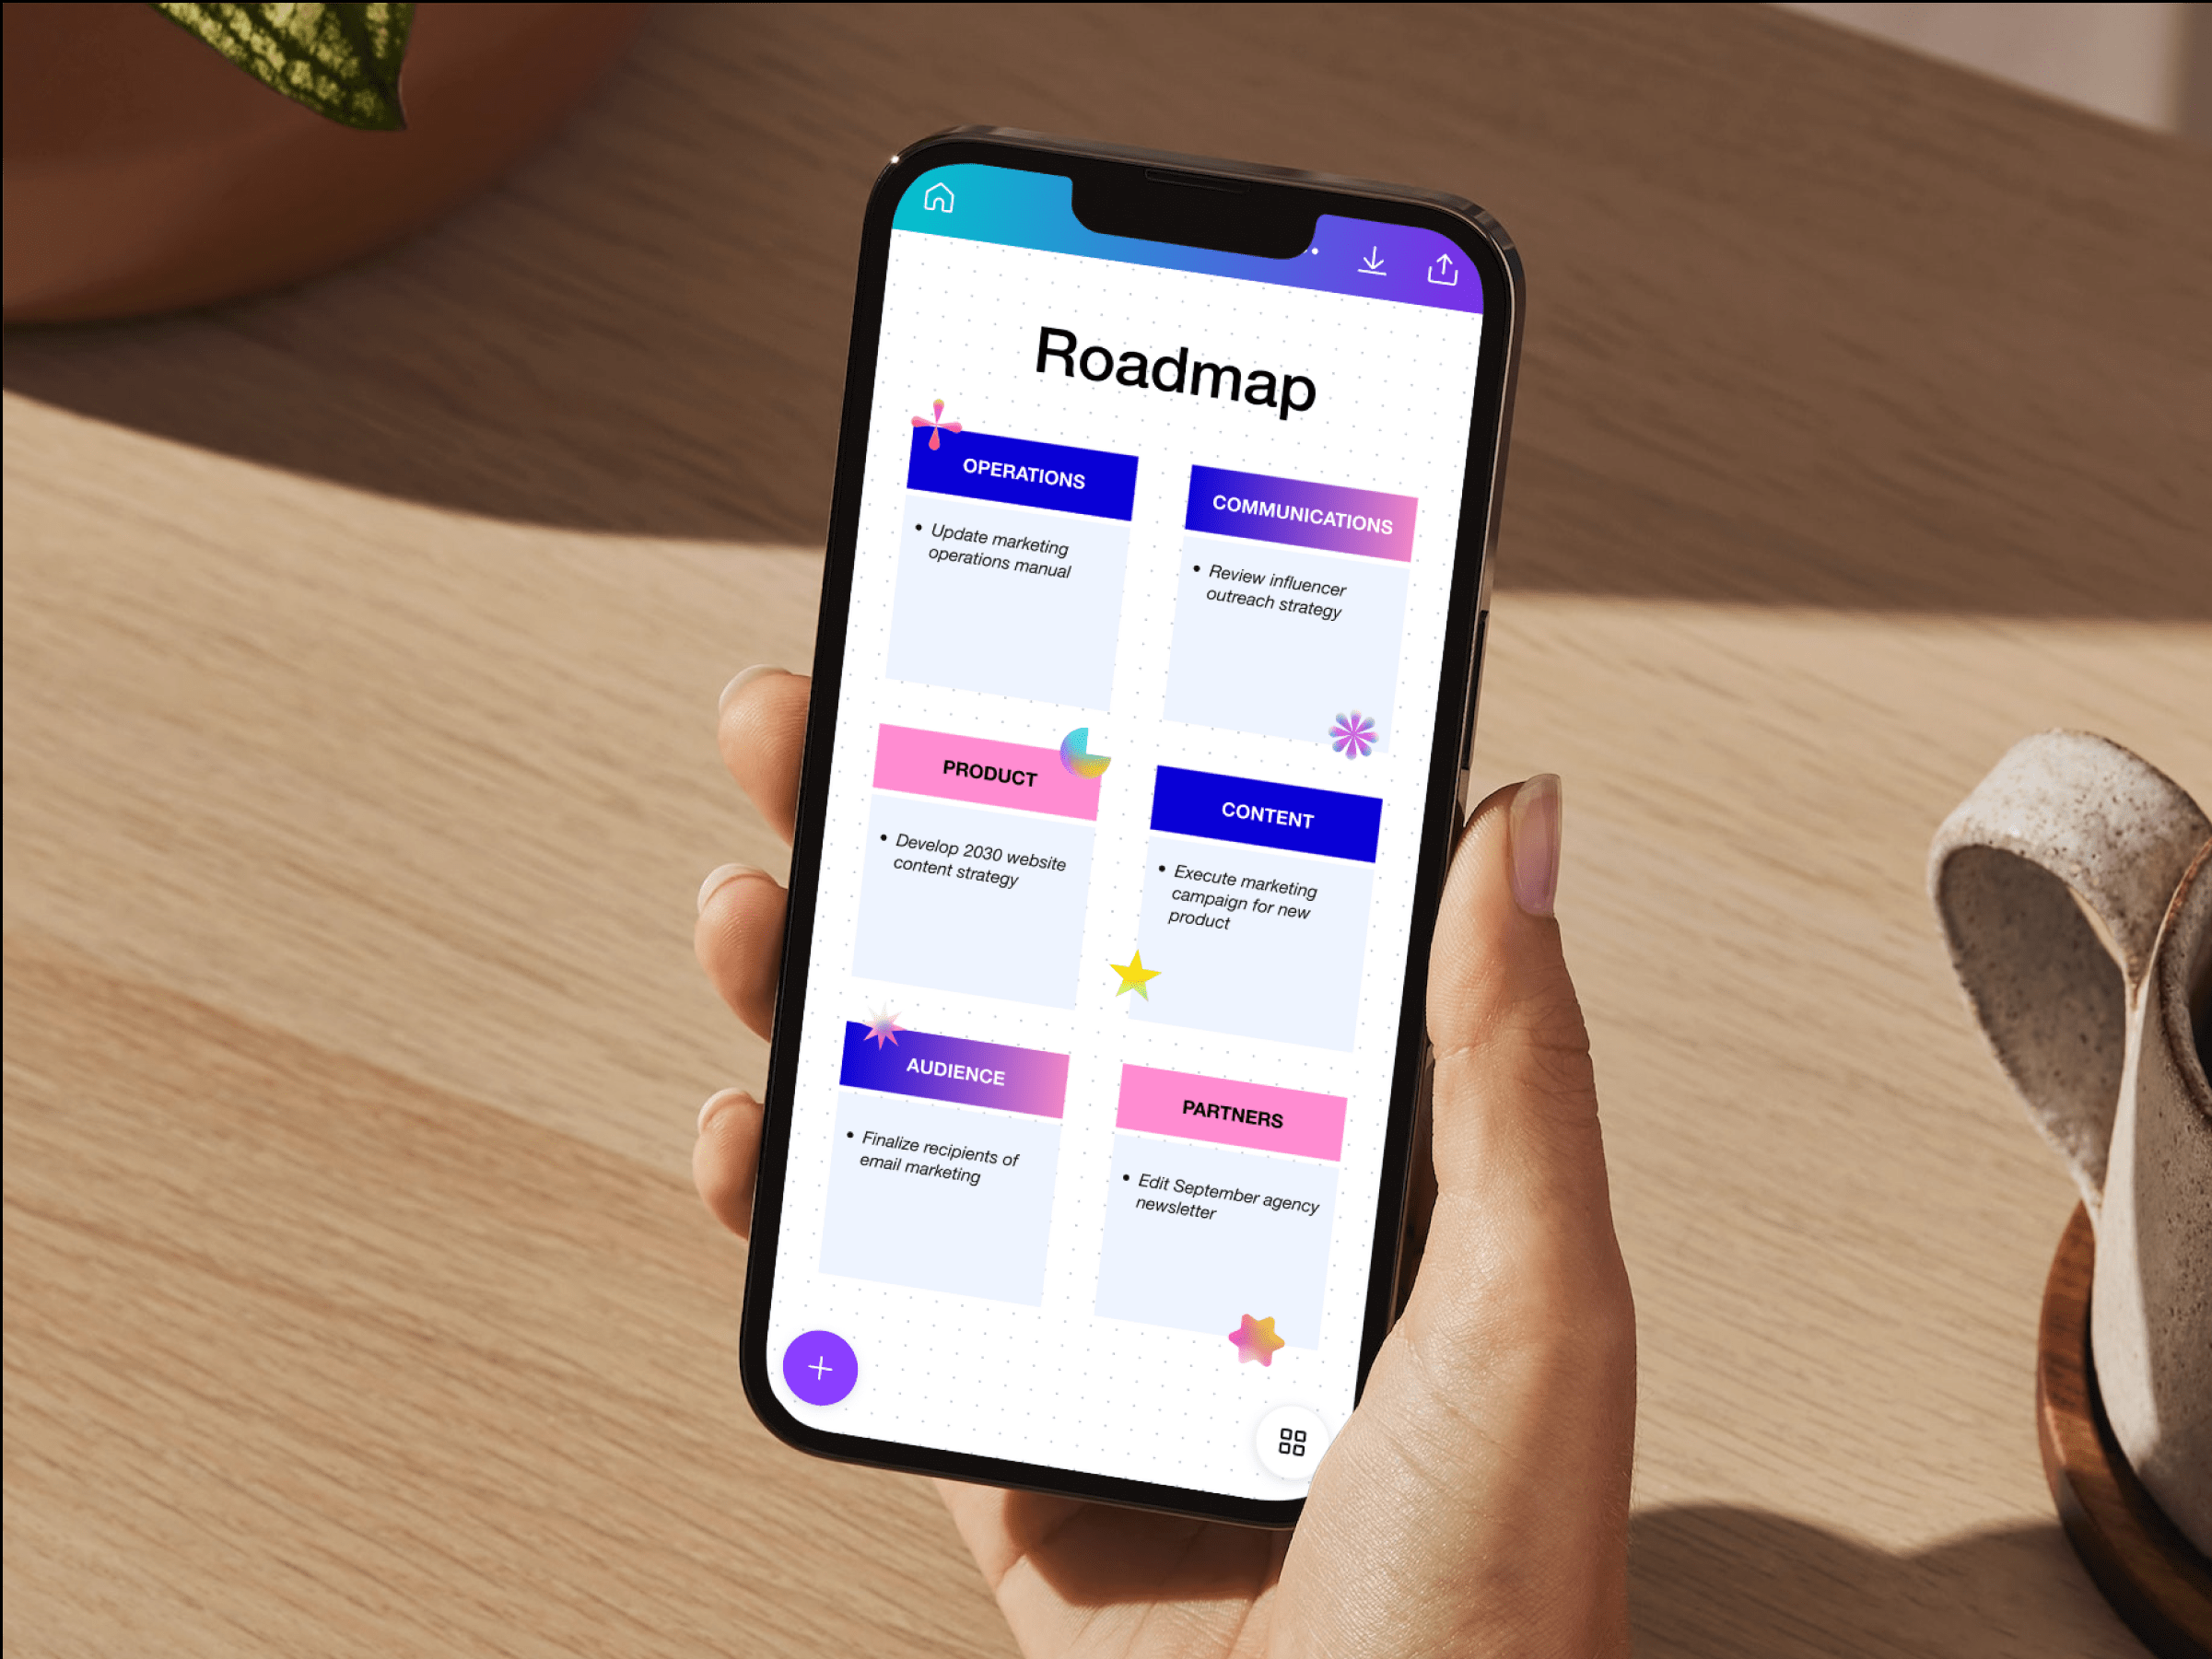 Roadmap
OPERATIONS
• Update marketing
operations manual
COMMUNICATIONS
• Review influencer
outreach strategy
PRODUCT
• Develop 2030 website
content strategy
CONTENT
• Execute marketing
campaign for new
product
AUDIENCE
• Finalize recipients of
email marketing
PARTNERS
• Edit September agency
newsletter